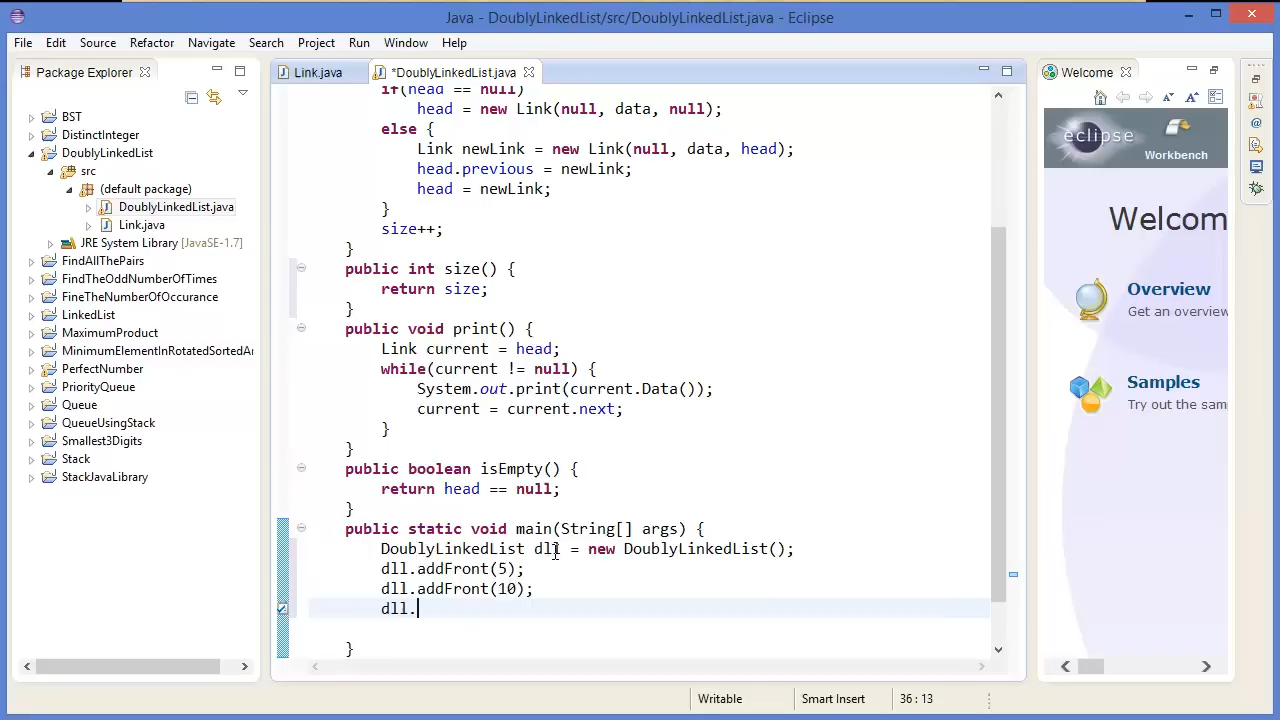 Java - DoublyLinkedList/src/DoublyLinkedList.java - Eclipse
File Edit Source Refactor Navigate Search Project Run Window Help
Package Explorer
BST
DistinctInteger
DoublyLinkedList
src
(default package)
DoublyLinkedList.java
Link.java
JRE System Library [JavaSE-1.7]
FindAllThePairs
FindTheOddNumberOfTimes
FineTheNumberOfOccurance
LinkedList
MaximumProduct
MinimumElementInRotatedSortedAr
PerfectNumber
PriorityQueue
Queue
QueueUsingStack
Smallest3Digits
Stack
StackJavaLibrary
Link.java *DoublyLinkedList.java
if(head == null)
head = new Link(null, data, null);
else {
Link newLink = new Link(null, data, head);
head.previous = newLink;
head = newLink;
}
size++;
}
public int size() {
return size;
}
public void print() {
Link current = head;
while(current != null) {
System.out.print(current.Data());
current = current.next;
}
}
public boolean isEmpty() {
return head == null;
}
public static void main(String[] args) {
DoublyLinkedList dll = new DoublyLinkedList();
dll.addFront(5);
dll.addFront(10);
dll.
}
Welcome
eclipse
Workbench
Welcom
Overview
Get an overview
Samples
Try out the sam
Writable Smart Insert 36 : 13